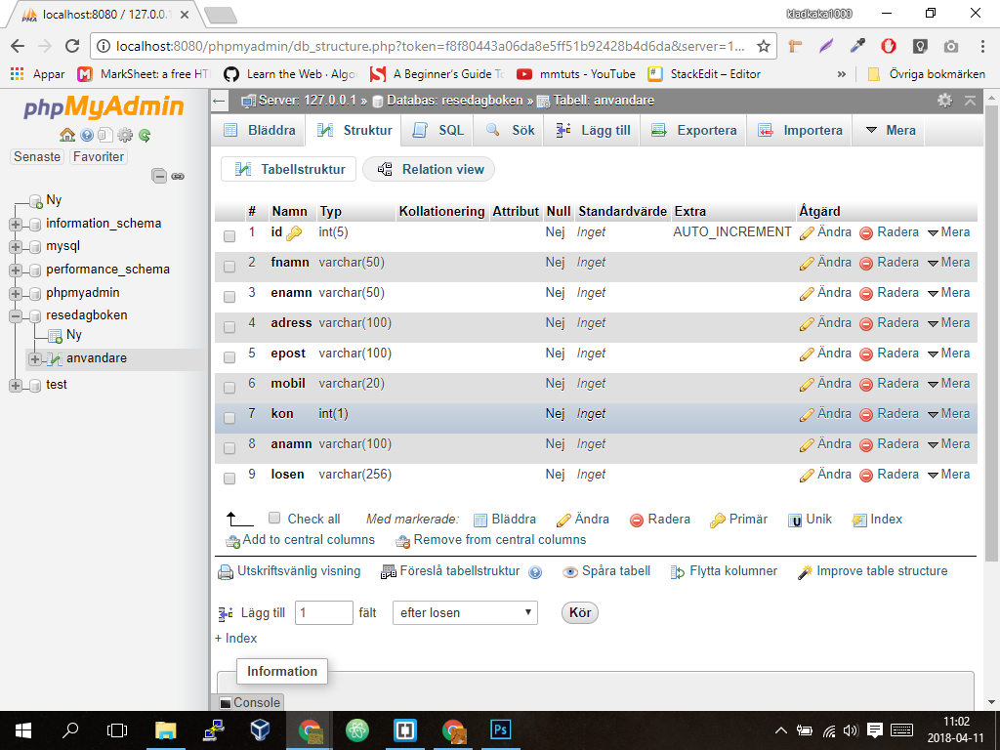 localhost:8080 / 127.0.0.1
kladkaka1000
localhost:8080/phpmyadmin/db_structure.php?token=f8f80443a06da8e5ff51b92428b4d6da&server=1...
Appar
MarkSheet: a free HT
Learn the Web · Algo
A Beginner's Guide To
mmtuts - YouTube
StackEdit – Editor
»
Övriga bokmärken
phpMyAdmin
Senaste
Favoriter
Ny
information_schema
mysql
performance_schema
phpmyadmin
resedagboken
Ny
anvandare
test
Server: 127.0.0.1 » Databas: resedagboken » Tabell: anvandare
Bläddra Struktur SQL Sök Lägg till Exportera Importera Mera
Tabellstruktur Relation view
# Namn Typ Kollationering Attribut Null Standardvärde Extra Åtgärd
1 id int(5) Nej Inget AUTO_INCREMENT Ändra Radera Mera
2 fnamn varchar(50) Nej Inget Ändra Radera Mera
3 enamn varchar(50) Nej Inget Ändra Radera Mera
4 adress varchar(100) Nej Inget Ändra Radera Mera
5 epost varchar(100) Nej Inget Ändra Radera Mera
6 mobil varchar(20) Nej Inget Ändra Radera Mera
7 kon int(1) Nej Inget Ändra Radera Mera
8 anamn varchar(100) Nej Inget Ändra Radera Mera
9 losen varchar(256) Nej Inget Ändra Radera Mera
Check all Med markerade: Bläddra Ändra Radera Primär Unik Index
Add to central columns Remove from central columns
Utskriftsvänlig visning Föreslå tabellstruktur Spåra tabell Flytta kolumner Improve table structure
Lägg till 1 fält efter losen Kör
+ Index
Information
Console
Ps
11:02
2018-04-11